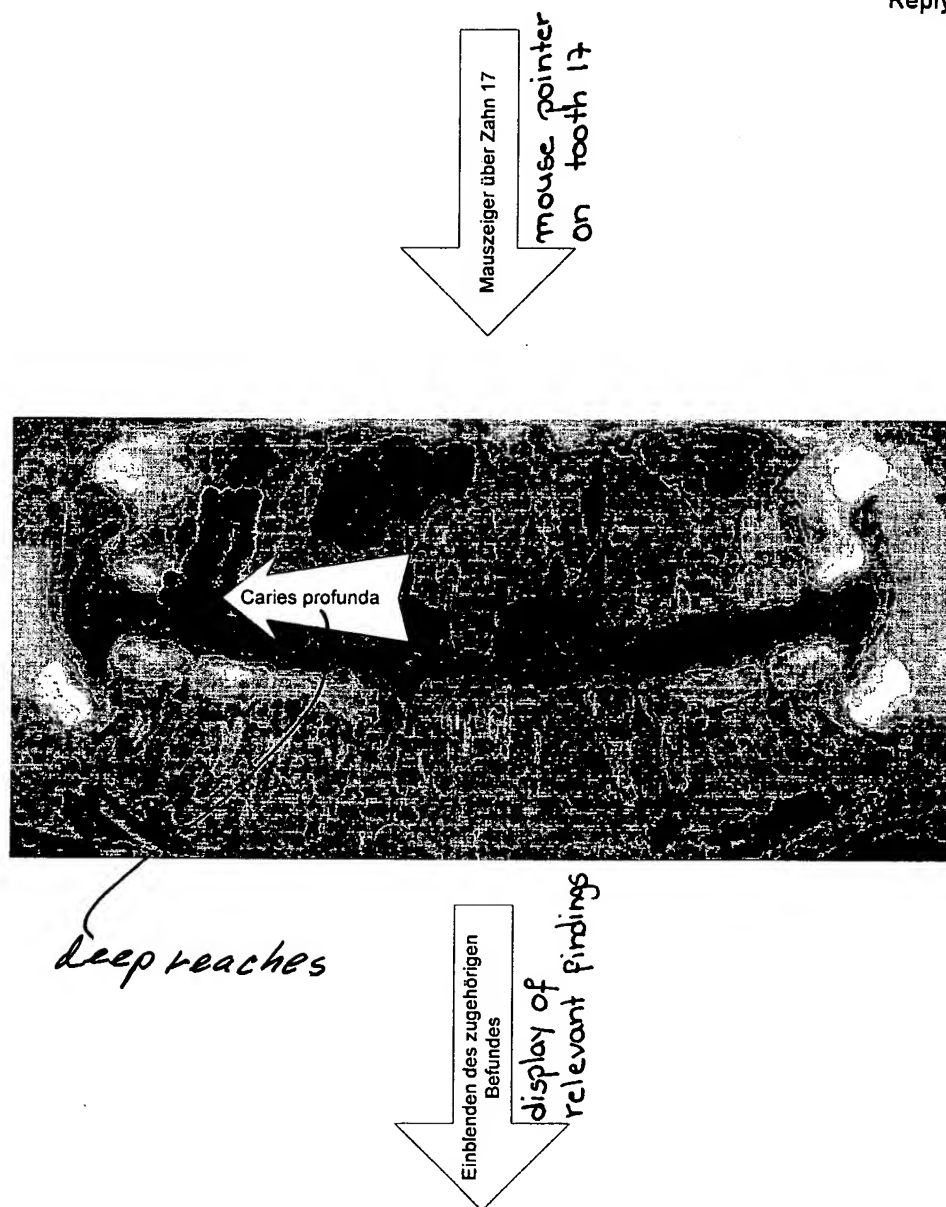 Reply
Mauszeiger über Zahn 17
mouse pointer
on tooth 17
Caries profunda
deep reaches
Einblenden des zugehörigen
Befundes
display of
relevant findings